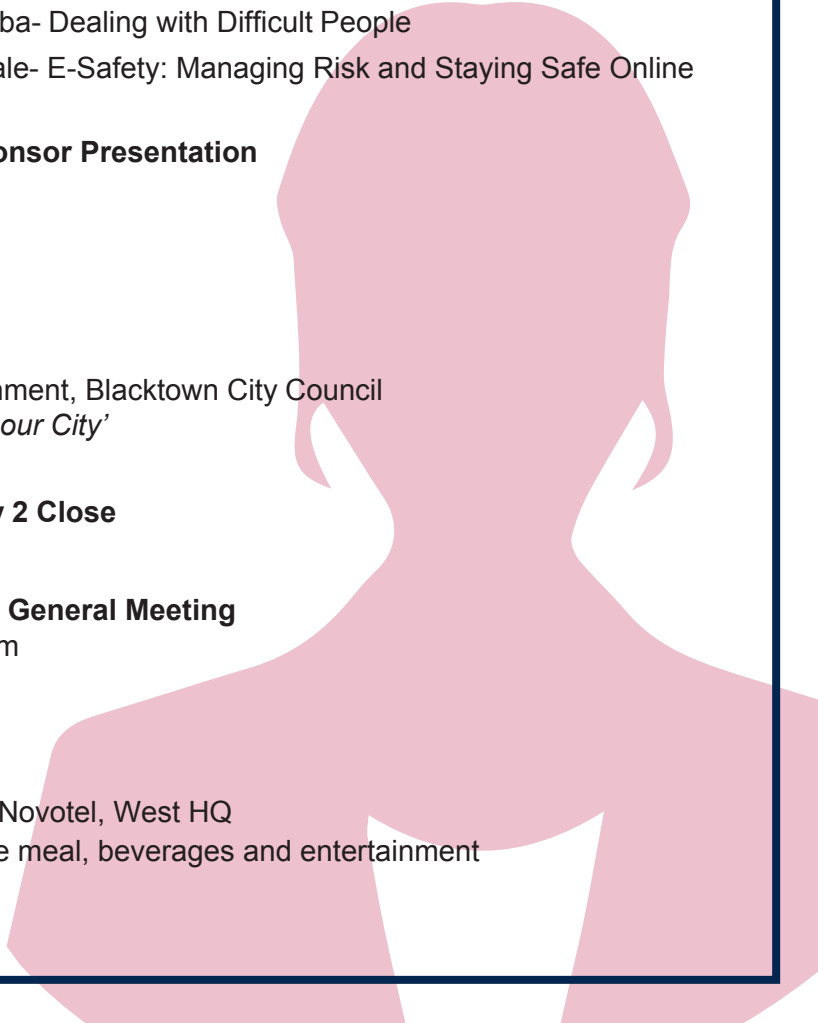 ba- Dealing with Difficult People
ale- E-Safety: Managing Risk and Staying Safe Online
onsor Presentation
nment, Blacktown City Council
our City’
2 Close
General Meeting
m
Novotel, West HQ
e meal, beverages and entertainment